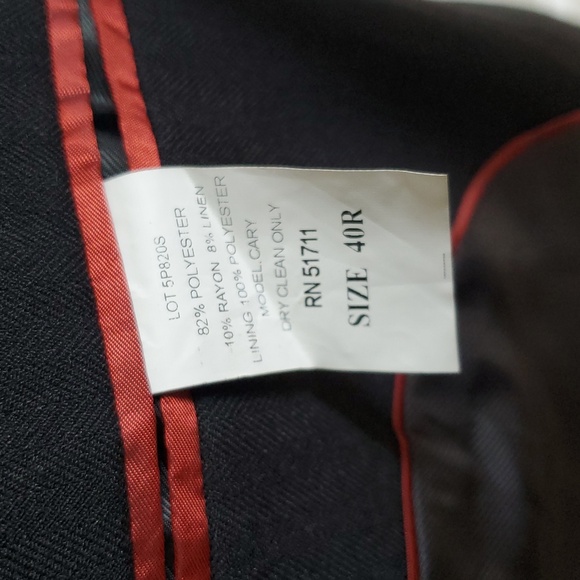 LOT 5P820S
82% POLYESTER
10% RAYON 8% LINEN
LINING 100% POLYESTER
MODEL.CARY
DRY CLEAN ONLY
RN 51711
SIZE 40R